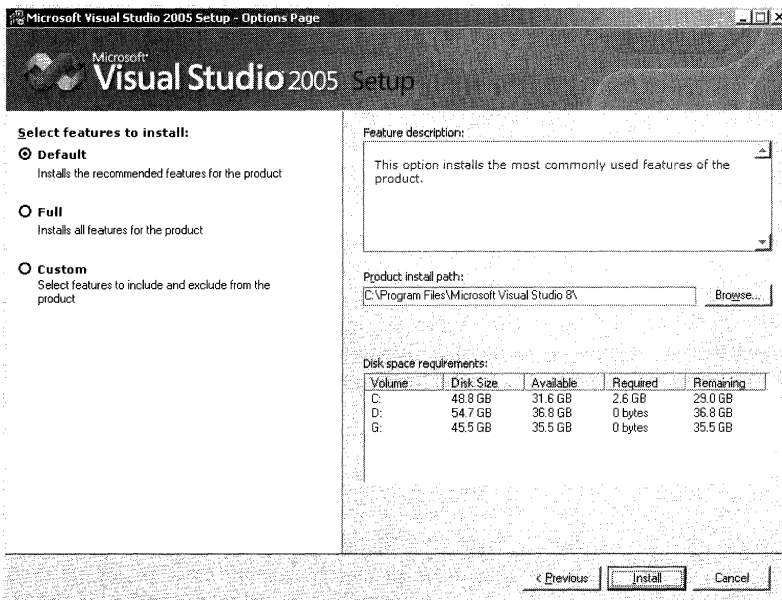 Microsoft Visual Studio 2005 Setup - Options Page
Microsoft
Visual Studio 2005 Setup
Select features to install:
Default
Installs the recommended features for the product
Full
Installs all features for the product
Custom
Select features to include and exclude from the
product
Feature description:
This option installs the most commonly used features of the
product.
Product install path:
C:\Program Files\Microsoft Visual Studio 8\
Browse...
Disk space requirements:
Volume Disk Size Available Required Remaining
C: 48.8 GB 31.6 GB 2.6 GB 29.0 GB
D: 54.7 GB 36.8 GB 0 bytes 36.8 GB
G: 45.5 GB 35.5 GB 0 bytes 35.5 GB
< Previous Install Cancel